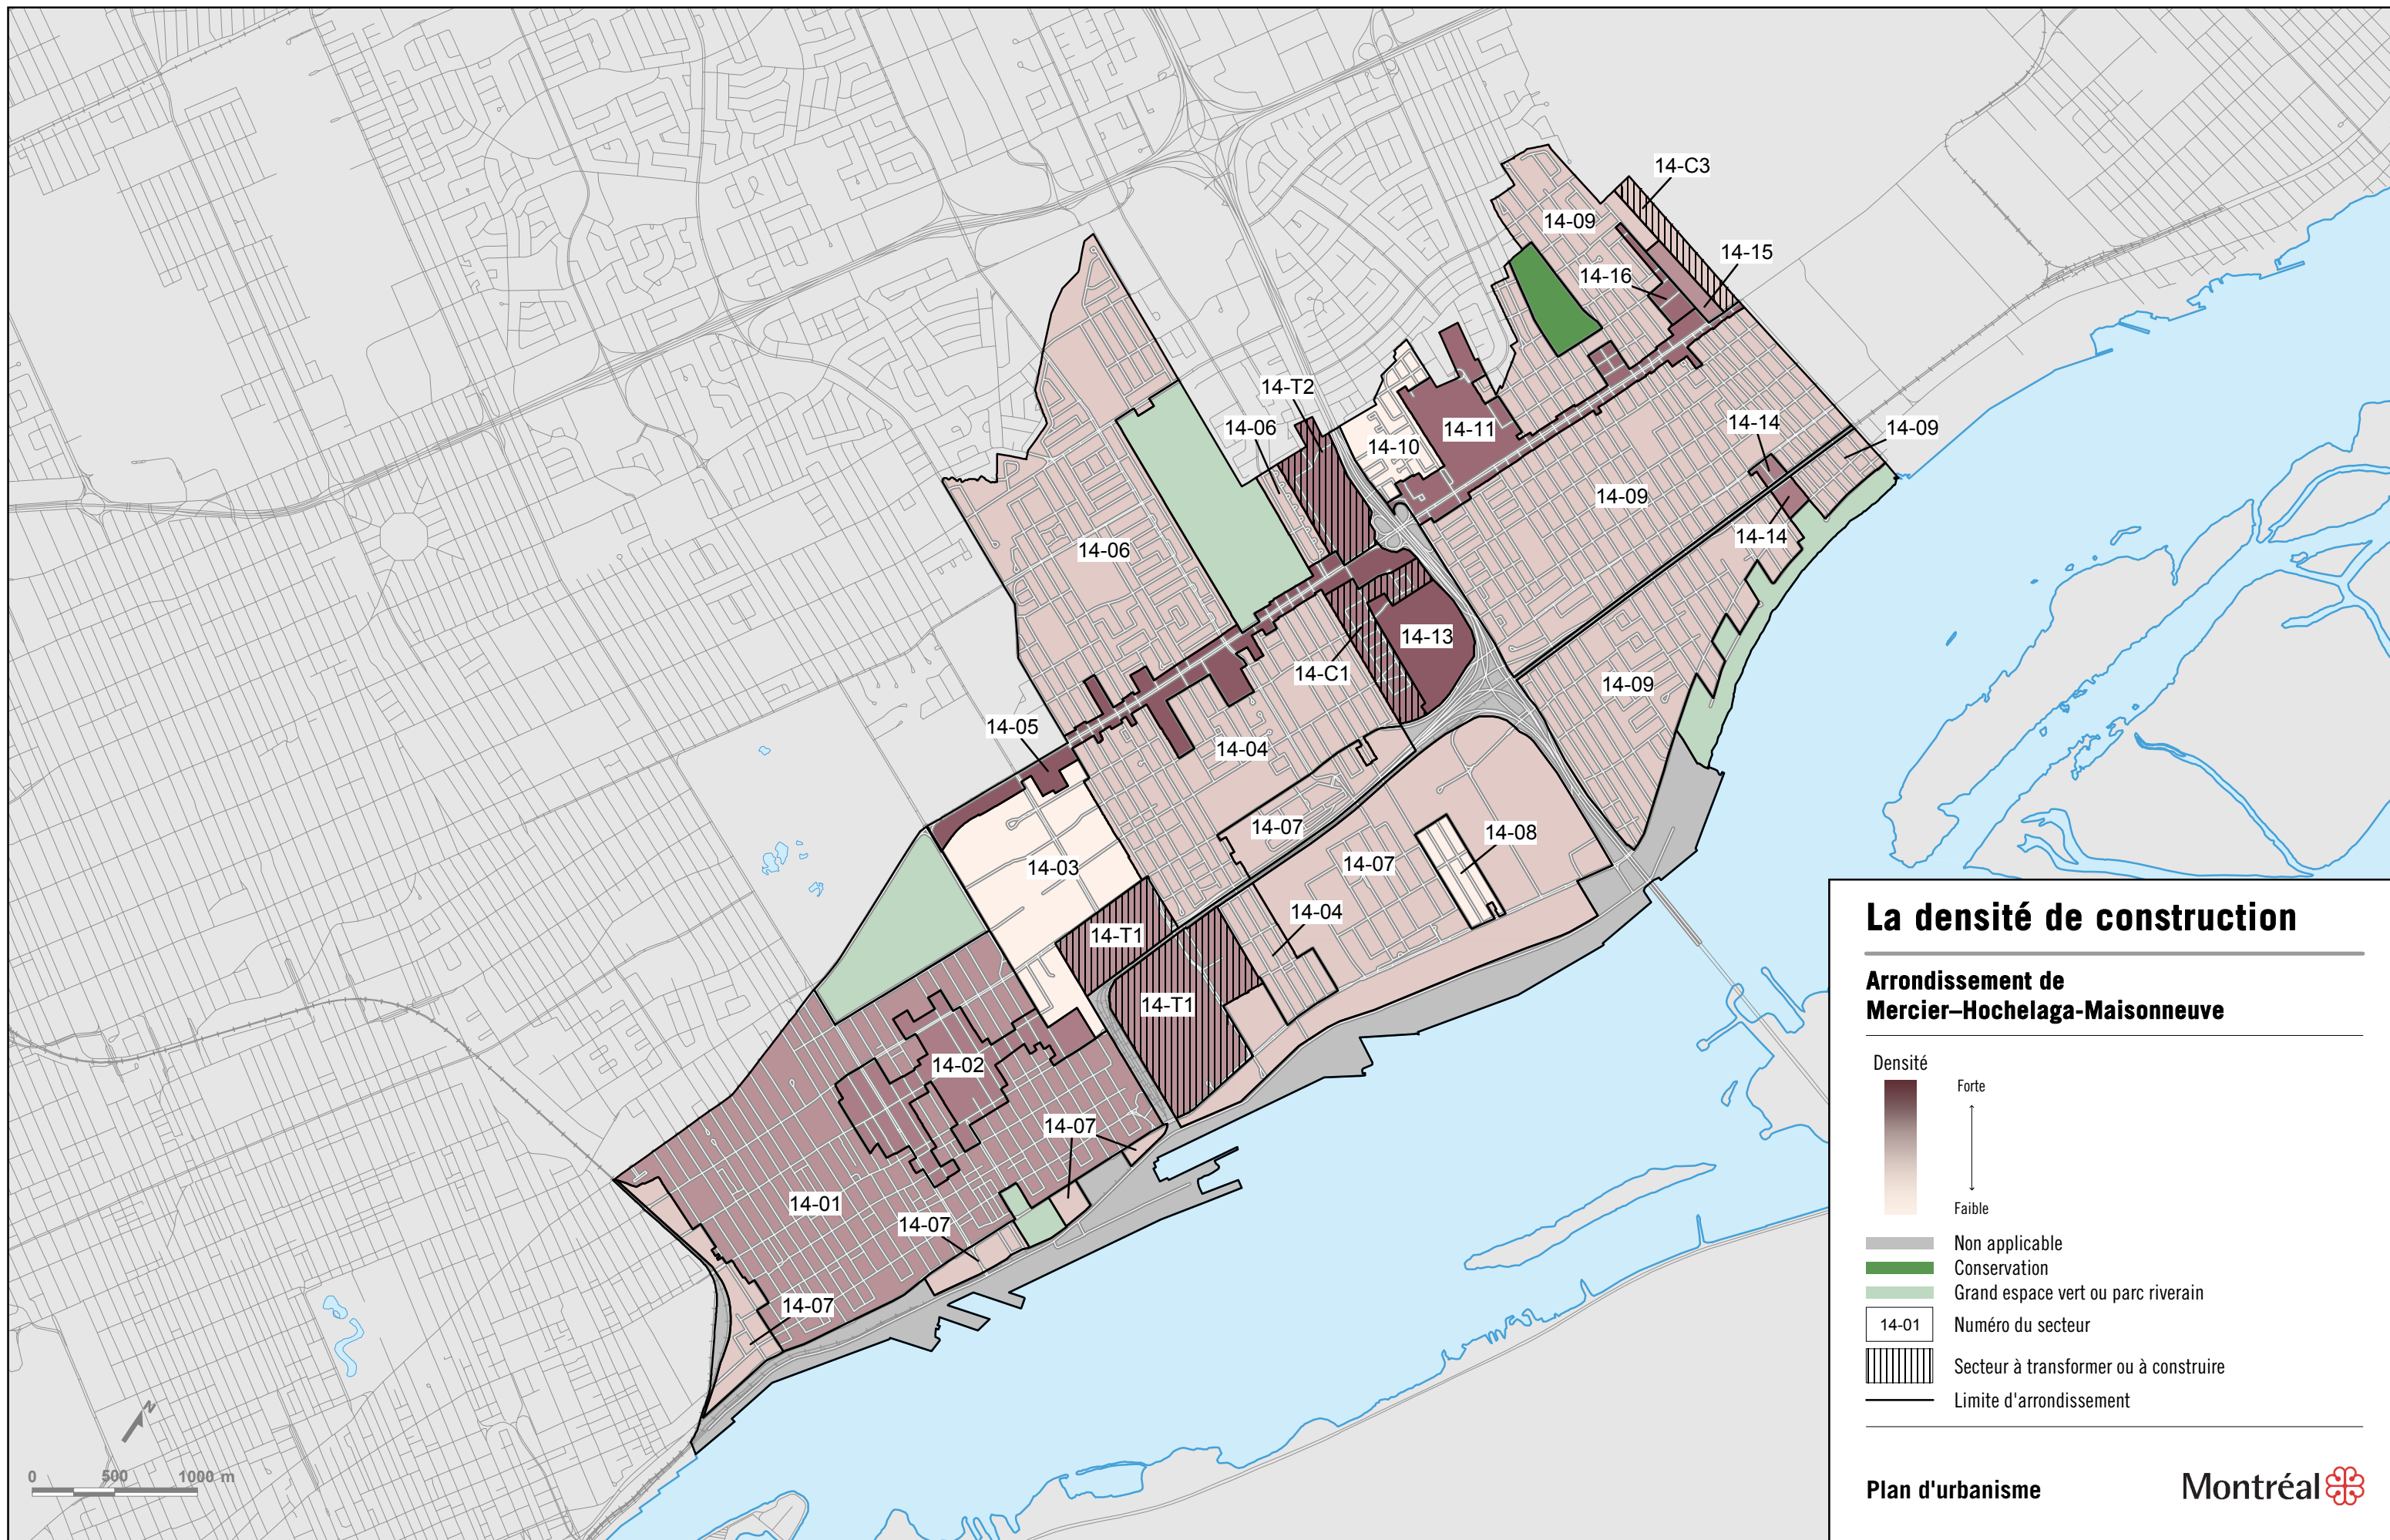 14-C3
14-09
14-15
14-16
14-T2
14-06
14-14
14-09
14-11
14-10
14-09
14-14
14-06
14-13
14-C1
14-09
14-05
14-04
14-07
14-08
14-03
14-07
14-04
14-T1
14-T1
14-02
14-07
14-01
14-07
14-07
N
0 500 1000 m
La densité de construction
Arrondissement de
Mercier–Hochelaga-Maisonneuve
Densité
Forte
Faible
Non applicable
Conservation
Grand espace vert ou parc riverain
14-01 Numéro du secteur
Secteur à transformer ou à construire
Limite d'arrondissement
Plan d'urbanisme
Montréal